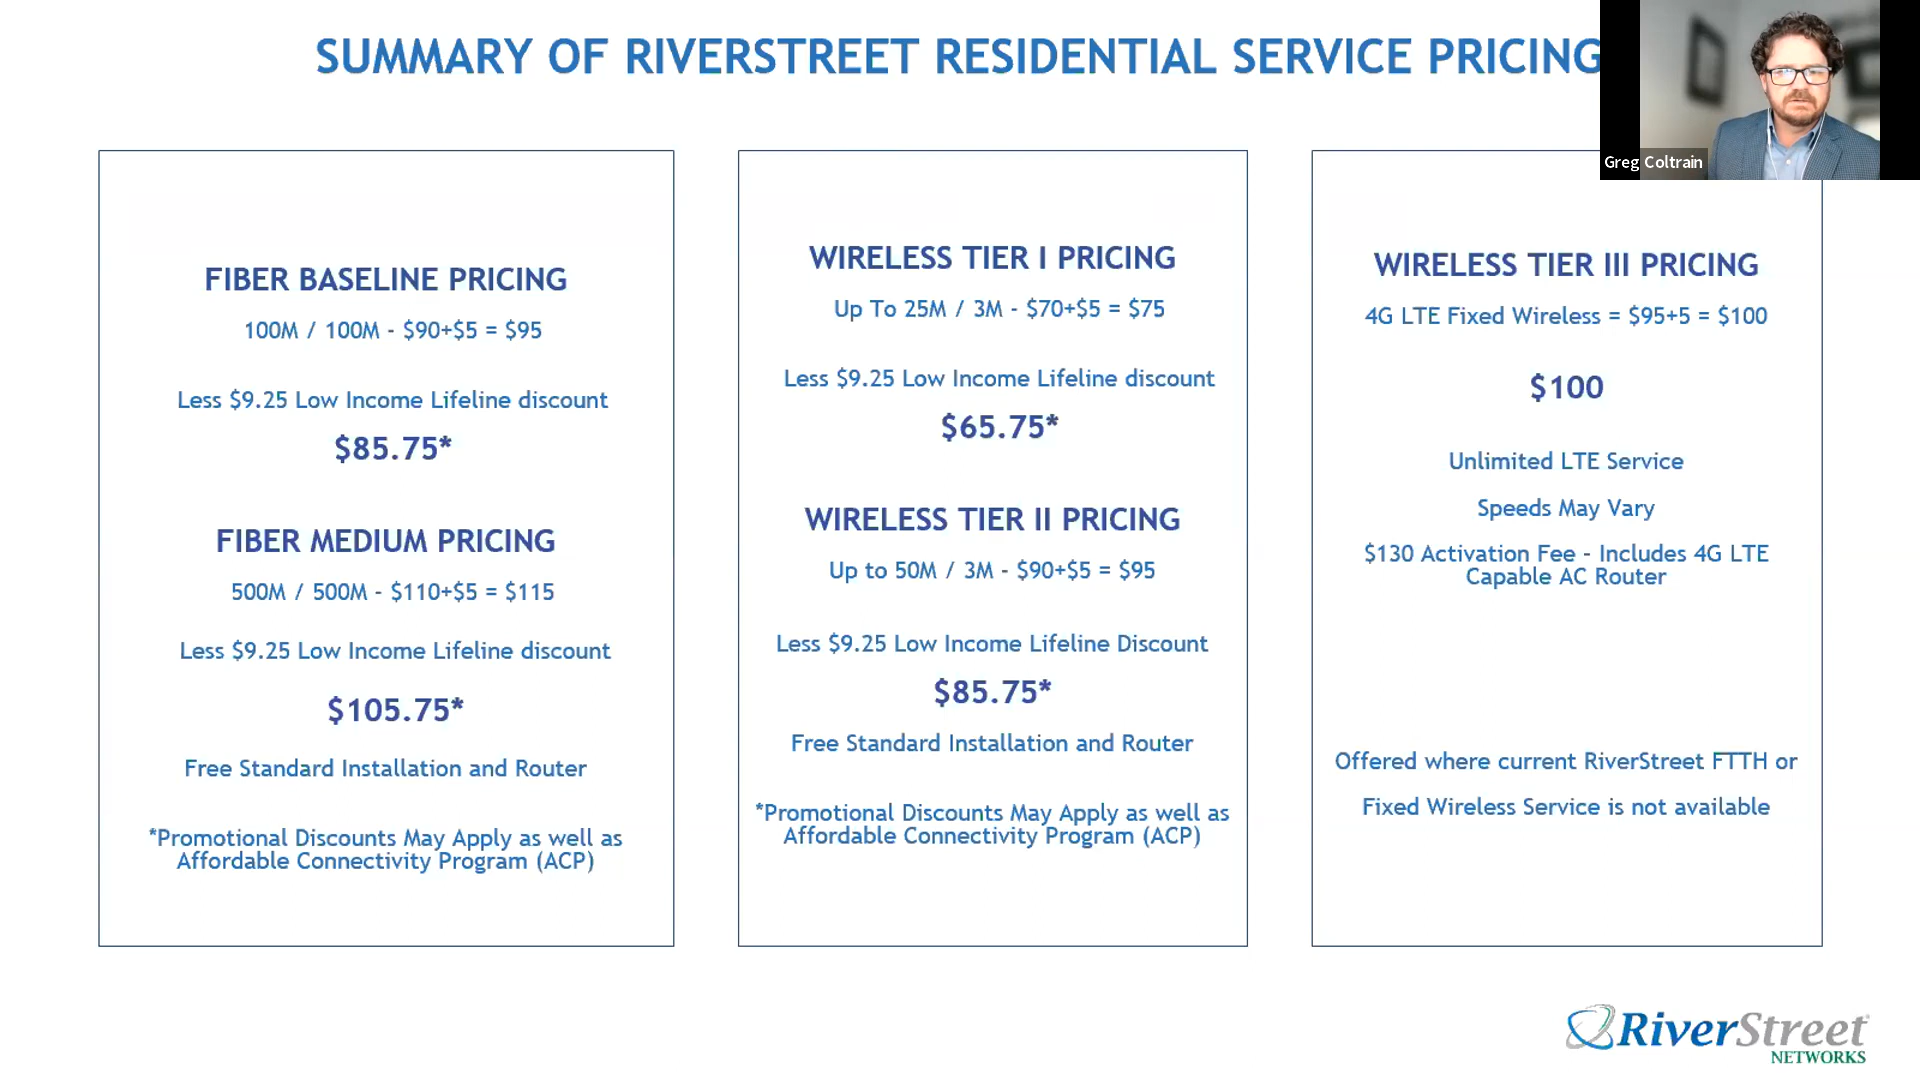 SUMMARY OF RIVERSTREET RESIDENTIAL SERVICE PRICING
Greg Coltrain
FIBER BASELINE PRICING
100M / 100M - $90+$5 = $95
Less $9.25 Low Income Lifeline discount
$85.75*
FIBER MEDIUM PRICING
500M / 500M - $110+$5 = $115
Less $9.25 Low Income Lifeline discount
$105.75*
Free Standard Installation and Router
*Promotional Discounts May Apply as well as
Affordable Connectivity Program (ACP)
WIRELESS TIER I PRICING
Up To 25M / 3M - $70+$5 = $75
Less $9.25 Low Income Lifeline discount
$65.75*
WIRELESS TIER II PRICING
Up to 50M / 3M - $90+$5 = $95
Less $9.25 Low Income Lifeline Discount
$85.75*
Free Standard Installation and Router
*Promotional Discounts May Apply as well as
Affordable Connectivity Program (ACP)
WIRELESS TIER III PRICING
4G LTE Fixed Wireless = $95+5 = $100
$100
Unlimited LTE Service
Speeds May Vary
$130 Activation Fee - Includes 4G LTE
Capable AC Router
Offered where current RiverStreet FTTH or
Fixed Wireless Service is not available
RiverStreet
NETWORKS